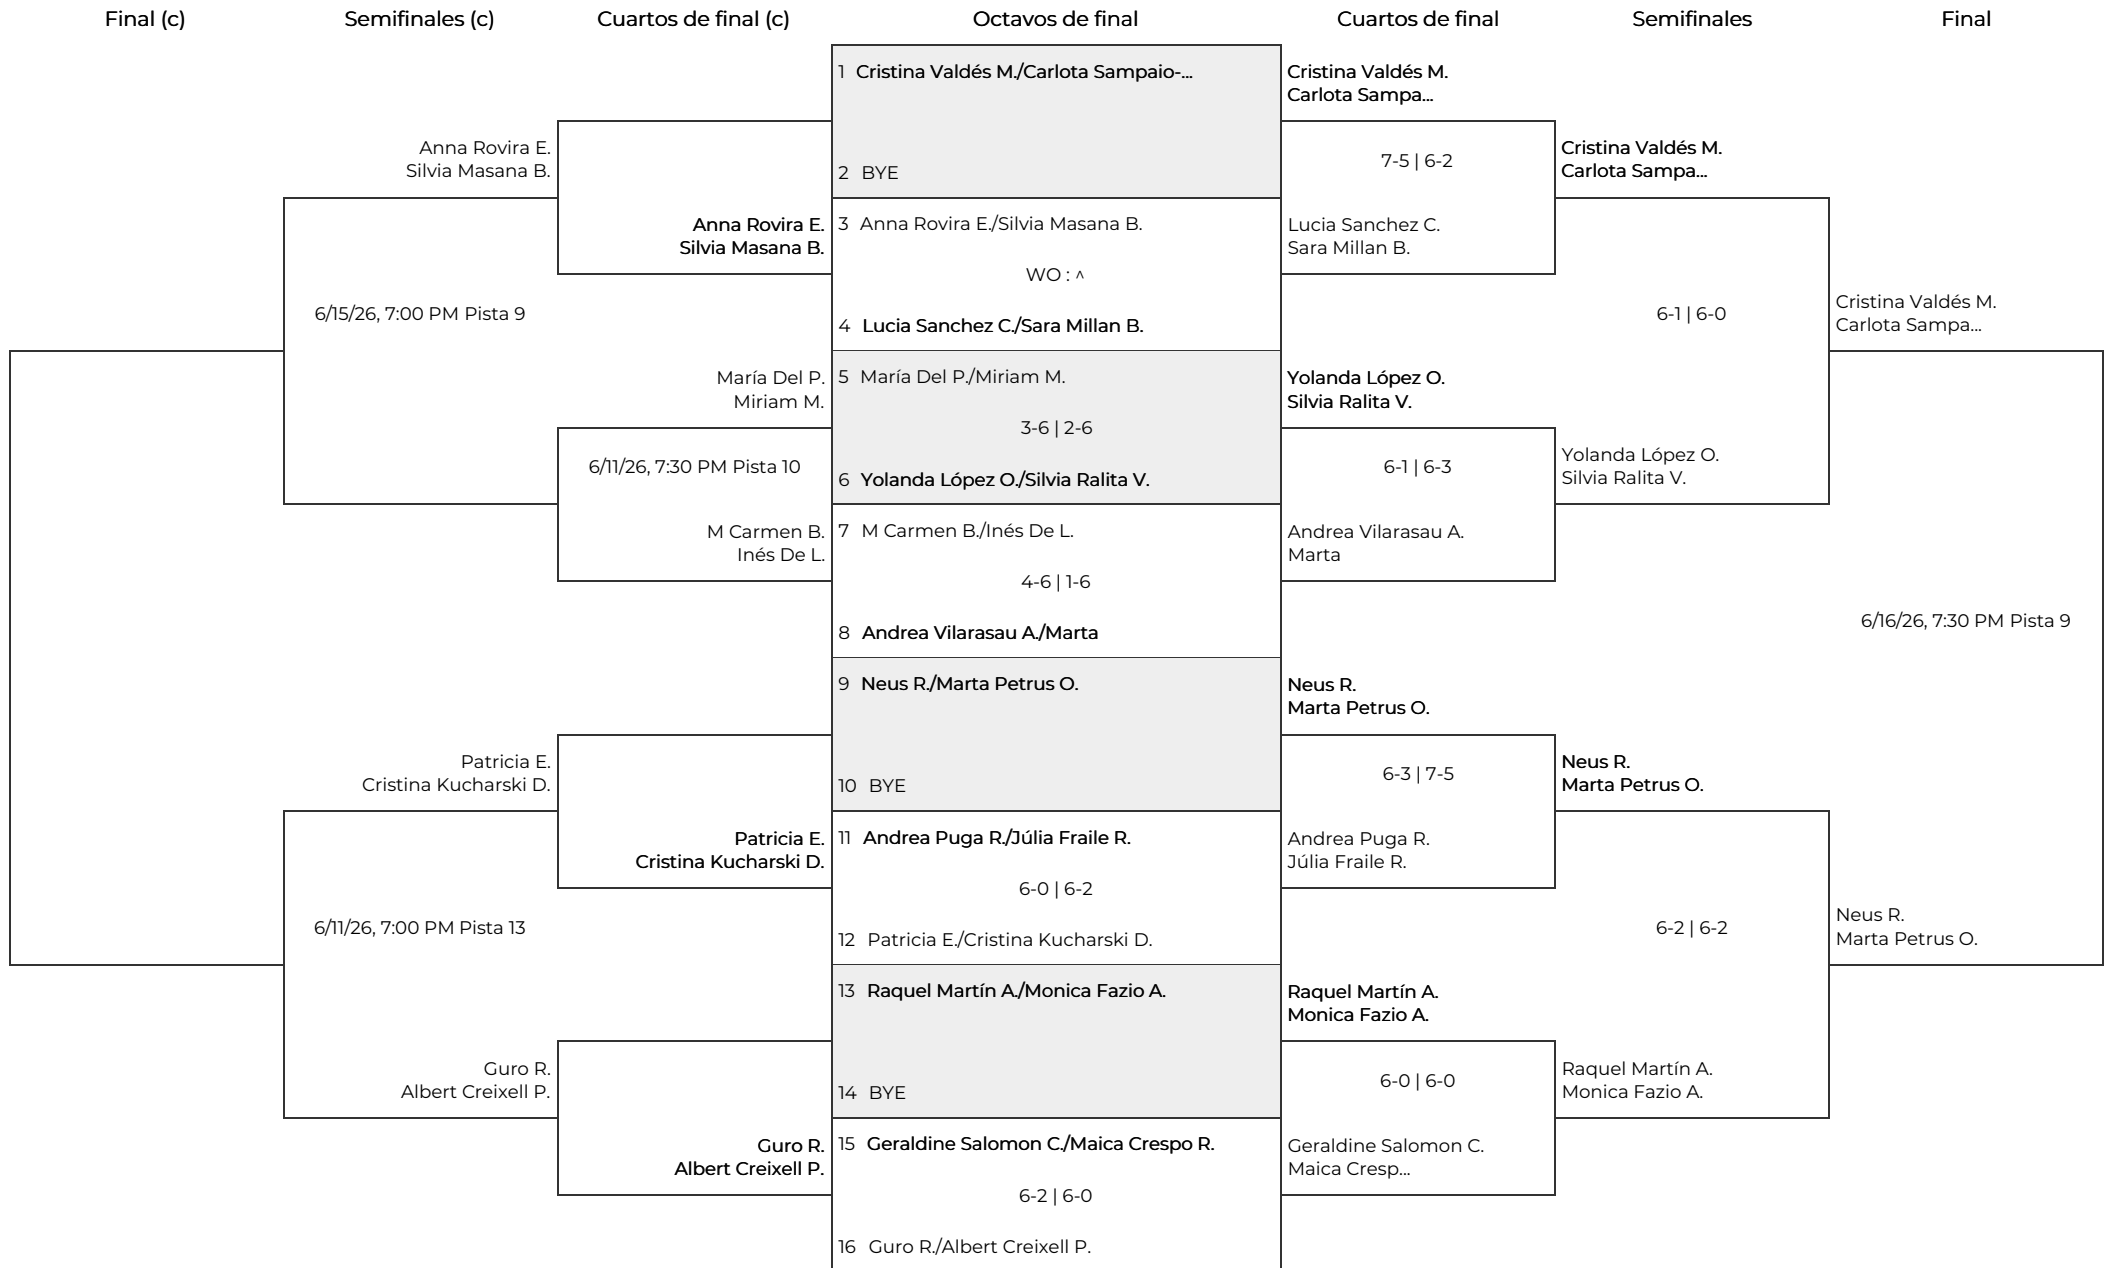 Final (c)
Semifinales (c)
Cuartos de final (c)
Octavos de final
Cuartos de final
Semifinales
Final
Anna Rovira E.
Silvia Masana B.
6/15/26, 7:00 PM Pista 9
Patricia E.
Cristina Kucharski D.
6/11/26, 7:00 PM Pista 13
Guro R.
Albert Creixell P.
Anna Rovira E.
Silvia Masana B.
María Del P.
Miriam M.
6/11/26, 7:30 PM Pista 10
M Carmen B.
Inés De L.
Patricia E.
Cristina Kucharski D.
Guro R.
Albert Creixell P.
1 Cristina Valdés M./Carlota Sampaio-...
2 BYE
3 Anna Rovira E./Silvia Masana B.
WO : ^
4 Lucia Sanchez C./Sara Millan B.
5 María Del P./Miriam M.
3-6 | 2-6
6 Yolanda López O./Silvia Ralita V.
7 M Carmen B./Inés De L.
4-6 | 1-6
8 Andrea Vilarasau A./Marta
9 Neus R./Marta Petrus O.
10 BYE
11 Andrea Puga R./Júlia Fraile R.
6-0 | 6-2
12 Patricia E./Cristina Kucharski D.
13 Raquel Martín A./Monica Fazio A.
14 BYE
15 Geraldine Salomon C./Maica Crespo R.
6-2 | 6-0
16 Guro R./Albert Creixell P.
Cristina Valdés M.
Carlota Sampa...
7-5 | 6-2
Lucia Sanchez C.
Sara Millan B.
Yolanda López O.
Silvia Ralita V.
6-1 | 6-3
Andrea Vilarasau A.
Marta
Neus R.
Marta Petrus O.
6-3 | 7-5
Andrea Puga R.
Júlia Fraile R.
Raquel Martín A.
Monica Fazio A.
6-0 | 6-0
Geraldine Salomon C.
Maica Cresp...
Cristina Valdés M.
Carlota Sampa...
6-1 | 6-0
Yolanda López O.
Silvia Ralita V.
Neus R.
Marta Petrus O.
6-2 | 6-2
Raquel Martín A.
Monica Fazio A.
Cristina Valdés M.
Carlota Sampa...
6/16/26, 7:30 PM Pista 9
Neus R.
Marta Petrus O.